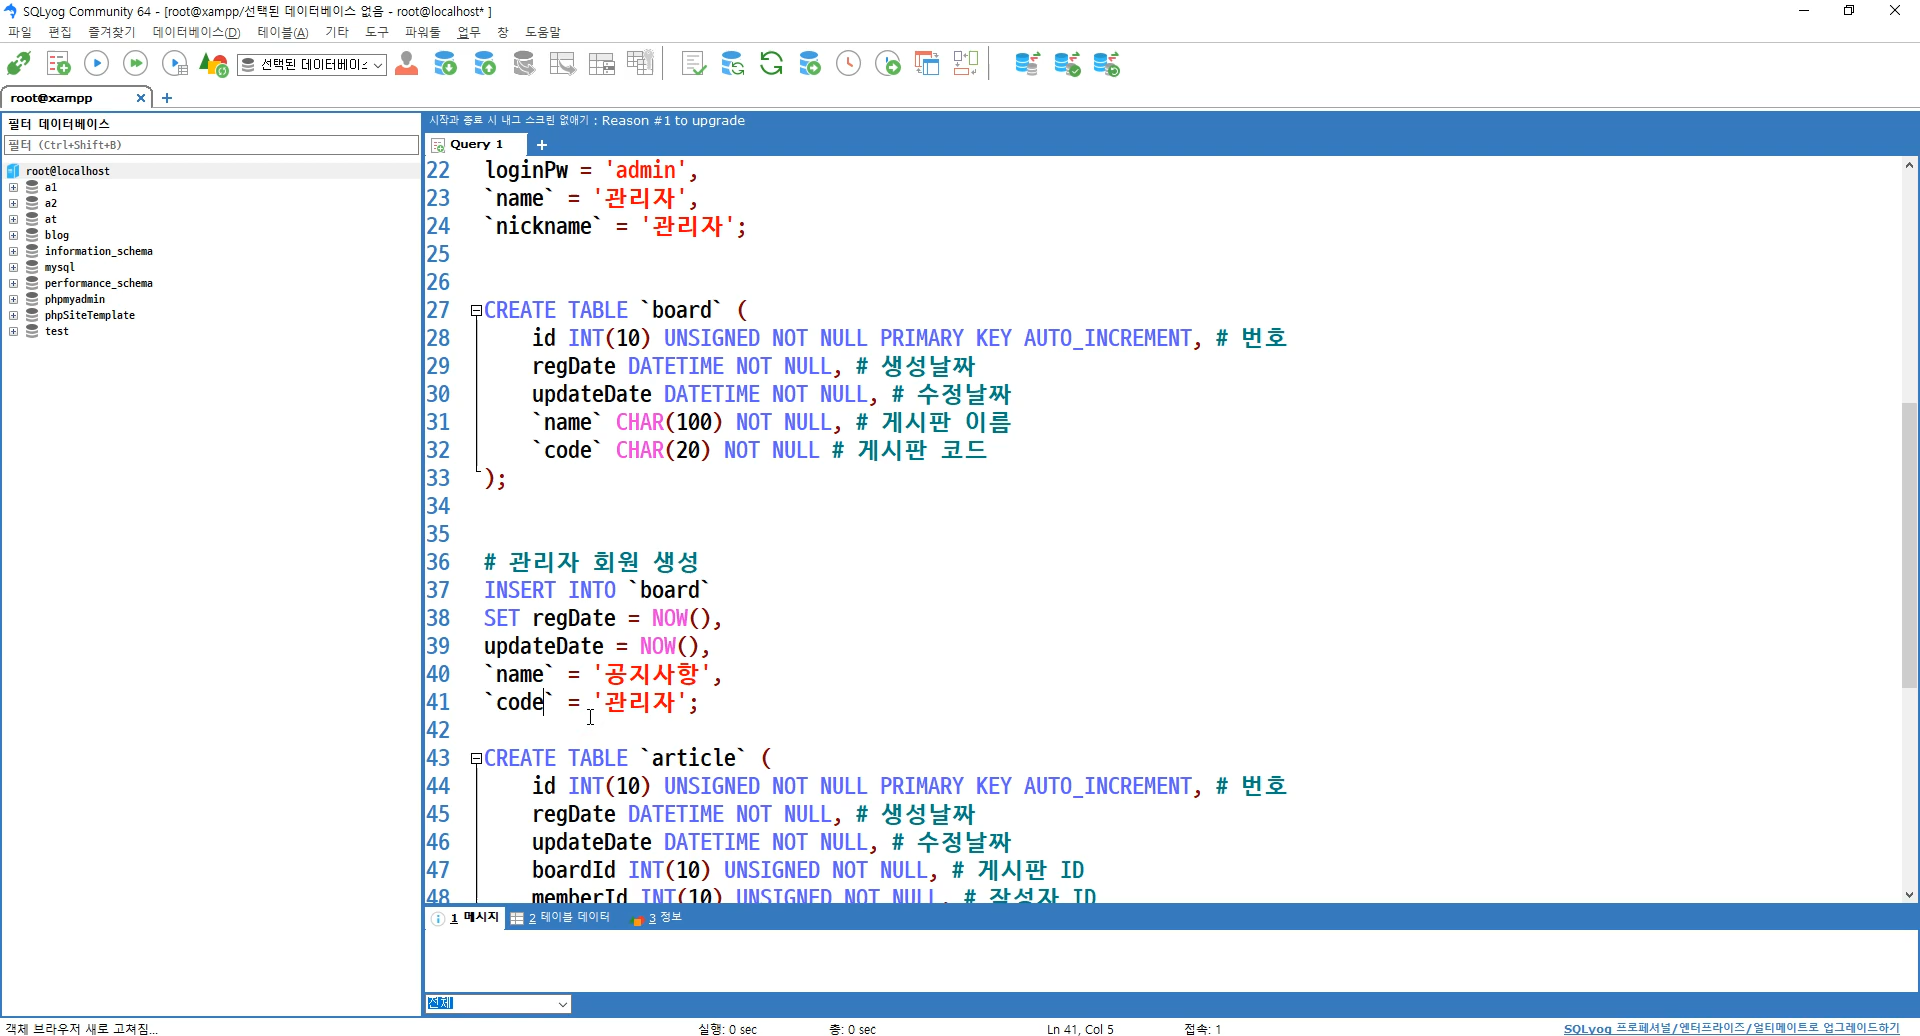 SQLyog Community 64 - [root@xampp/선택된 데이터베이스 없음 - root@localhost* ]
파일 편집 즐겨찾기 데이터베이스(D) 테이블(A) 기타 도구 파워툴 업무 창 도움말
선택된 데이터베이스
root@xampp
필터 데이터베이스
필터 (Ctrl+Shift+B)
root@localhost
a1
a2
at
blog
information_schema
mysql
performance_schema
phpmyadmin
phpSiteTemplate
test
시작과 종료 시 내그 스크린 없애기 : Reason #1 to upgrade
Query 1
22 loginPw = 'admin',
23 `name` = '관리자',
24 `nickname` = '관리자';
25
26
27 CREATE TABLE `board` (
28 id INT(10) UNSIGNED NOT NULL PRIMARY KEY AUTO_INCREMENT, # 번호
29 regDate DATETIME NOT NULL, # 생성날짜
30 updateDate DATETIME NOT NULL, # 수정날짜
31 `name` CHAR(100) NOT NULL, # 게시판 이름
32 `code` CHAR(20) NOT NULL # 게시판 코드
33 );
34
35
36 # 관리자 회원 생성
37 INSERT INTO `board`
38 SET regDate = NOW(),
39 updateDate = NOW(),
40 `name` = '공지사항',
41 `code` = '관리자';
42
43 CREATE TABLE `article` (
44 id INT(10) UNSIGNED NOT NULL PRIMARY KEY AUTO_INCREMENT, # 번호
45 regDate DATETIME NOT NULL, # 생성날짜
46 updateDate DATETIME NOT NULL, # 수정날짜
47 boardId INT(10) UNSIGNED NOT NULL, # 게시판 ID
48 memberId INT(10) UNSIGNED NOT NULL, # 작성자 ID
1 메시지 2 테이블 데이터 3 정보
전체
객체 브라우저 새로 고쳐짐... 실행: 0 sec 총: 0 sec Ln 41, Col 5 접속: 1 SQLyog 프로페셔널/엔터프라이즈/얼티메이트로 업그레이드하기